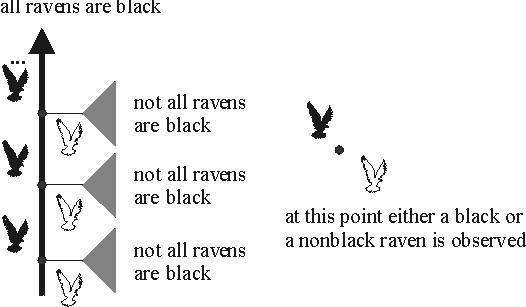 all ravens are black
...
not all ravens
are black
not all ravens
are black
not all ravens
are black
at this point either a black or
a nonblack raven is observed